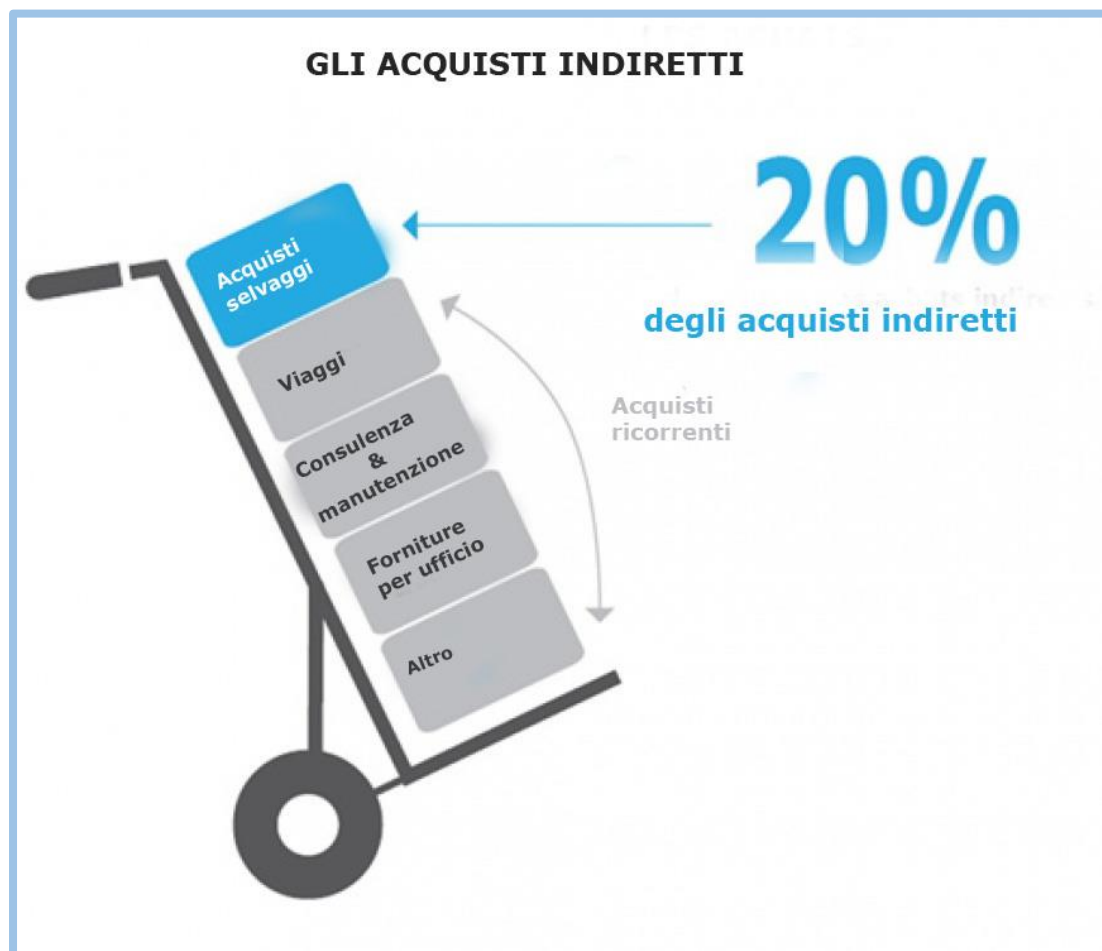 GLI ACQUISTI INDIRETTI
20%
degli acquisti indiretti
Acquisti
selvaggi
Viaggi
Consulenza
&
manutenzione
Forniture
per ufficio
Altro
Acquisti
ricorrenti